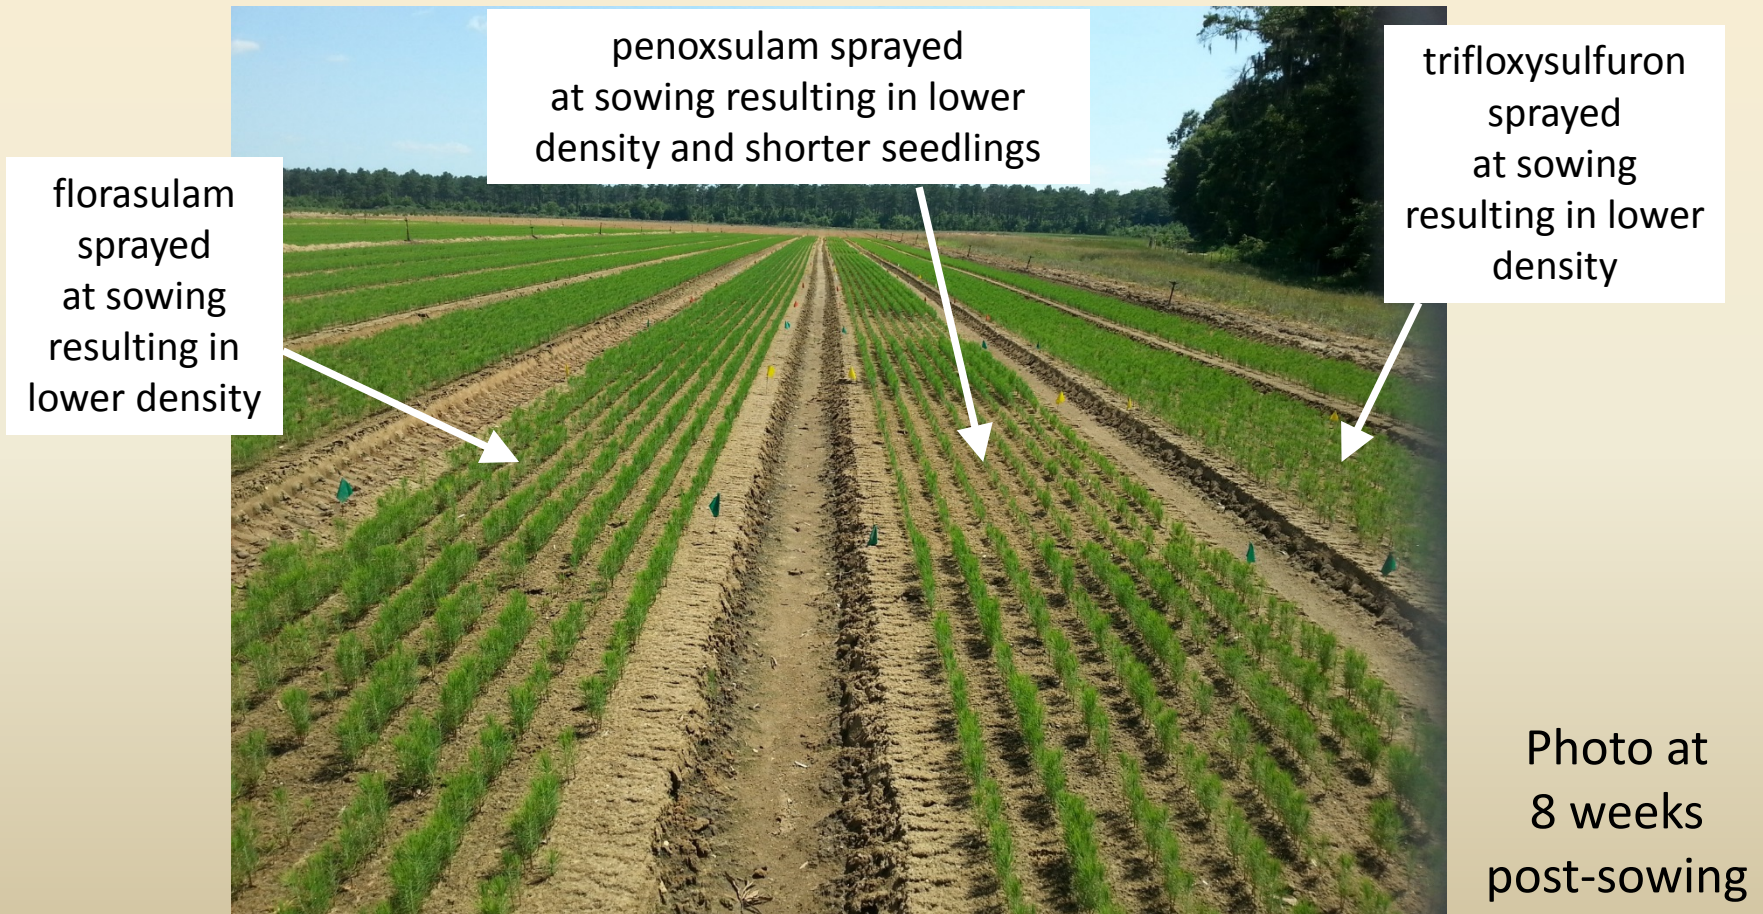 florasulam
sprayed
at sowing
resulting in
lower density
penoxsulam sprayed
at sowing resulting in lower
density and shorter seedlings
trifloxysulfuron
sprayed
at sowing
resulting in lower
density
Photo at
8 weeks
post-sowing